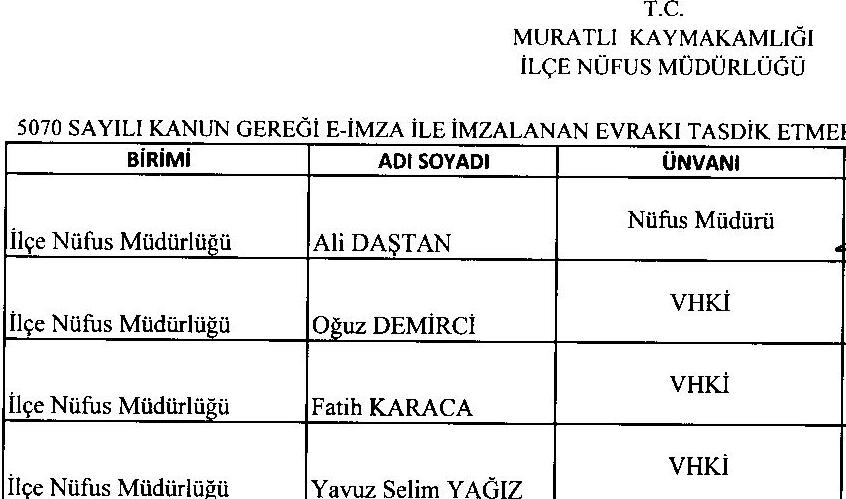 T.C.
MURATLI KAYMAKAMLIĞI
İLÇE NÜFUS MÜDÜRLÜĞÜ
5070 SAYILI KANUN GEREĞİ E-İMZA İLE İMZALANAN EVRAKI TASDİK ETME
BİRİMİ ADI SOYADI ÜNVANI
İlçe Nüfus Müdürlüğü Ali DAŞTAN Nüfus Müdürü
İlçe Nüfus Müdürlüğü Oğuz DEMİRCİ VHKİ
İlçe Nüfus Müdürlüğü Fatih KARACA VHKİ
İlçe Nüfus Müdürlüğü Yavuz Selim YAĞIZ VHKİ